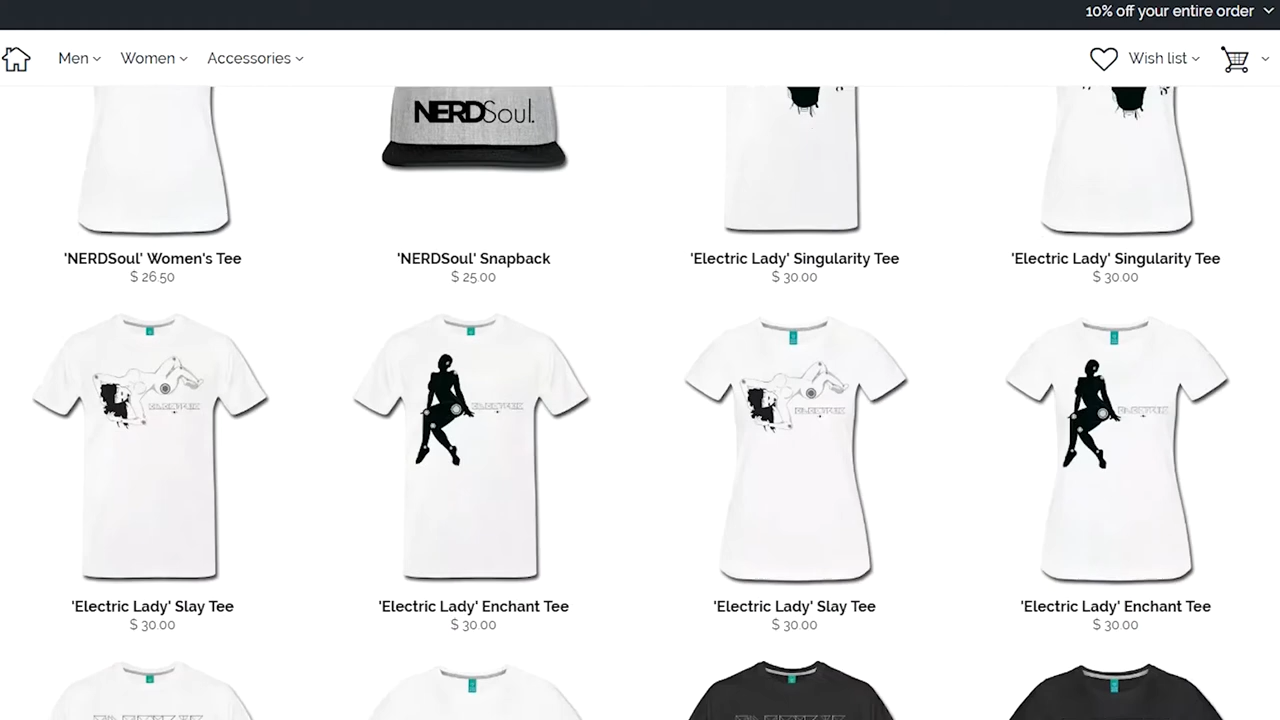 10% off your entire order
Men Women Accessories Wish list
NERDSoul.
'NERDSoul' Women's Tee 'NERDSoul' Snapback 'Electric Lady' Singularity Tee 'Electric Lady' Singularity Tee
$ 26.50 $ 25.00 $ 30.00 $ 30.00
'Electric Lady' Slay Tee 'Electric Lady' Enchant Tee 'Electric Lady' Slay Tee 'Electric Lady' Enchant Tee
$ 30.00 $ 30.00 $ 30.00 $ 30.00